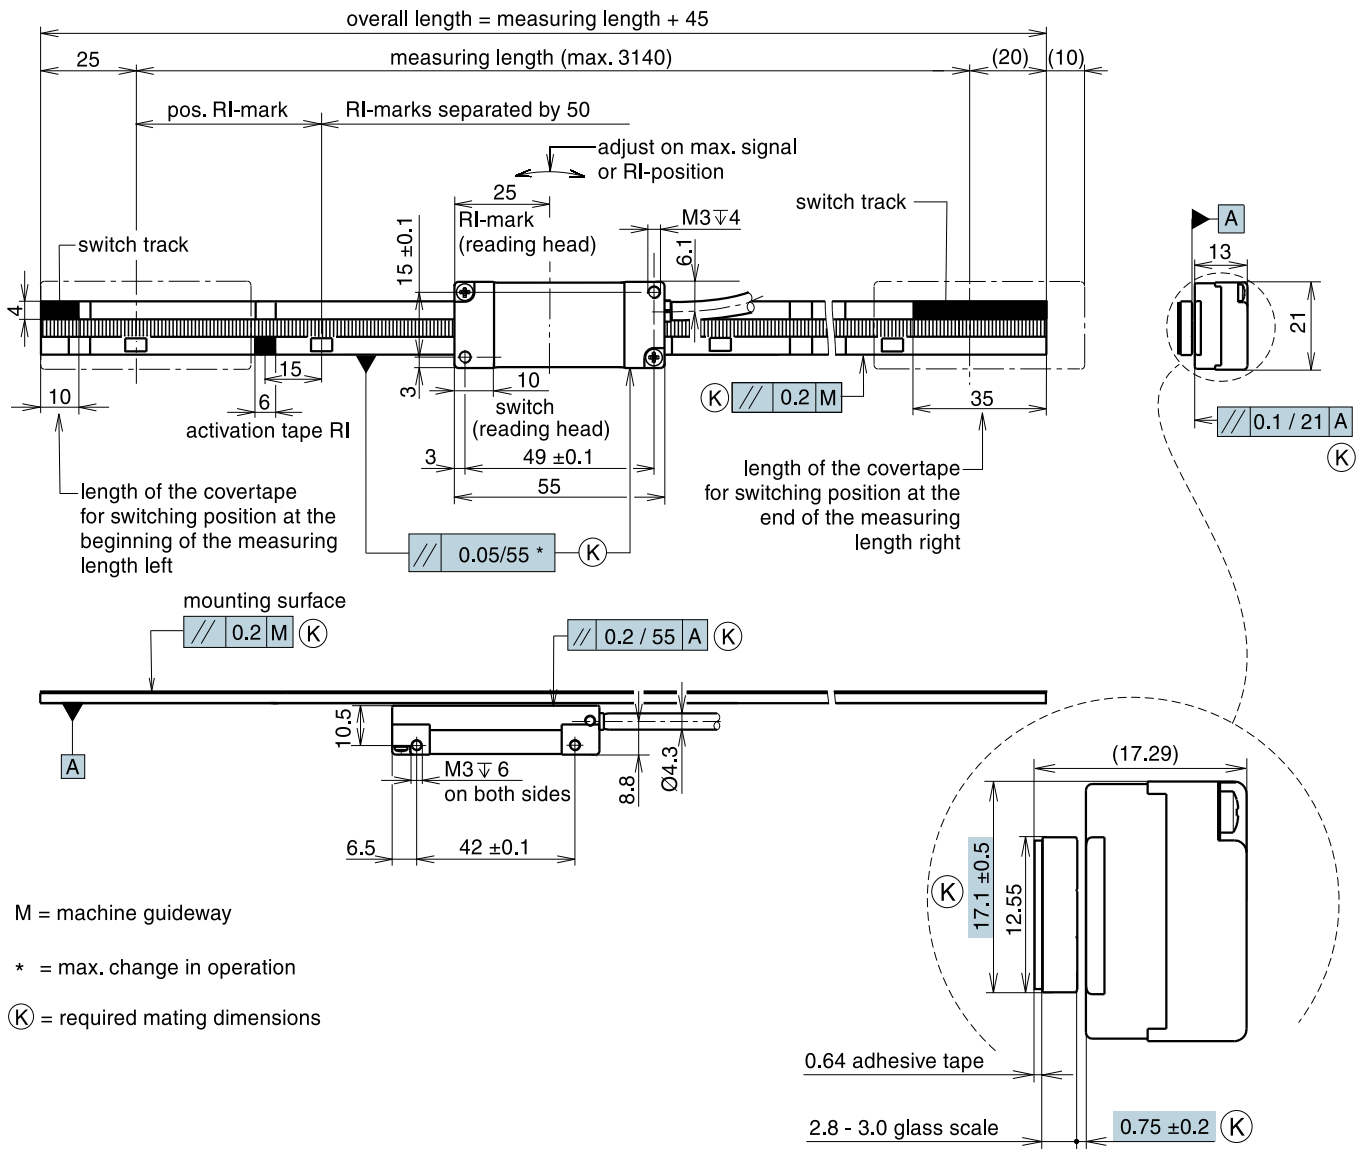 overall length = measuring length + 45
25
measuring length (max. 3140)
(20)
(10)
pos. RI-mark
RI-marks separated by 50
adjust on max. signal
or RI-position
25
RI-mark
(reading head)
15 ±0.1
M3 ↧ 4
6.1
switch track
switch track
A
13
21
4
10
6
15
activation tape RI
3
10
switch
(reading head)
3
49 ±0.1
55
K // 0.2 M
35
// 0.1 / 21 A
K
length of the covertape
for switching position at the
beginning of the measuring
length left
length of the covertape
for switching position at the
end of the measuring
length right
// 0.05/55 * K
mounting surface
// 0.2 M K
// 0.2 / 55 A K
A
10.5
M3 ↧ 6
on both sides
8.8
Ø4.3
6.5
42 ±0.1
(17.29)
K
17.1 ±0.5
12.55
M = machine guideway
* = max. change in operation
K = required mating dimensions
0.64 adhesive tape
2.8 - 3.0 glass scale
0.75 ±0.2 K